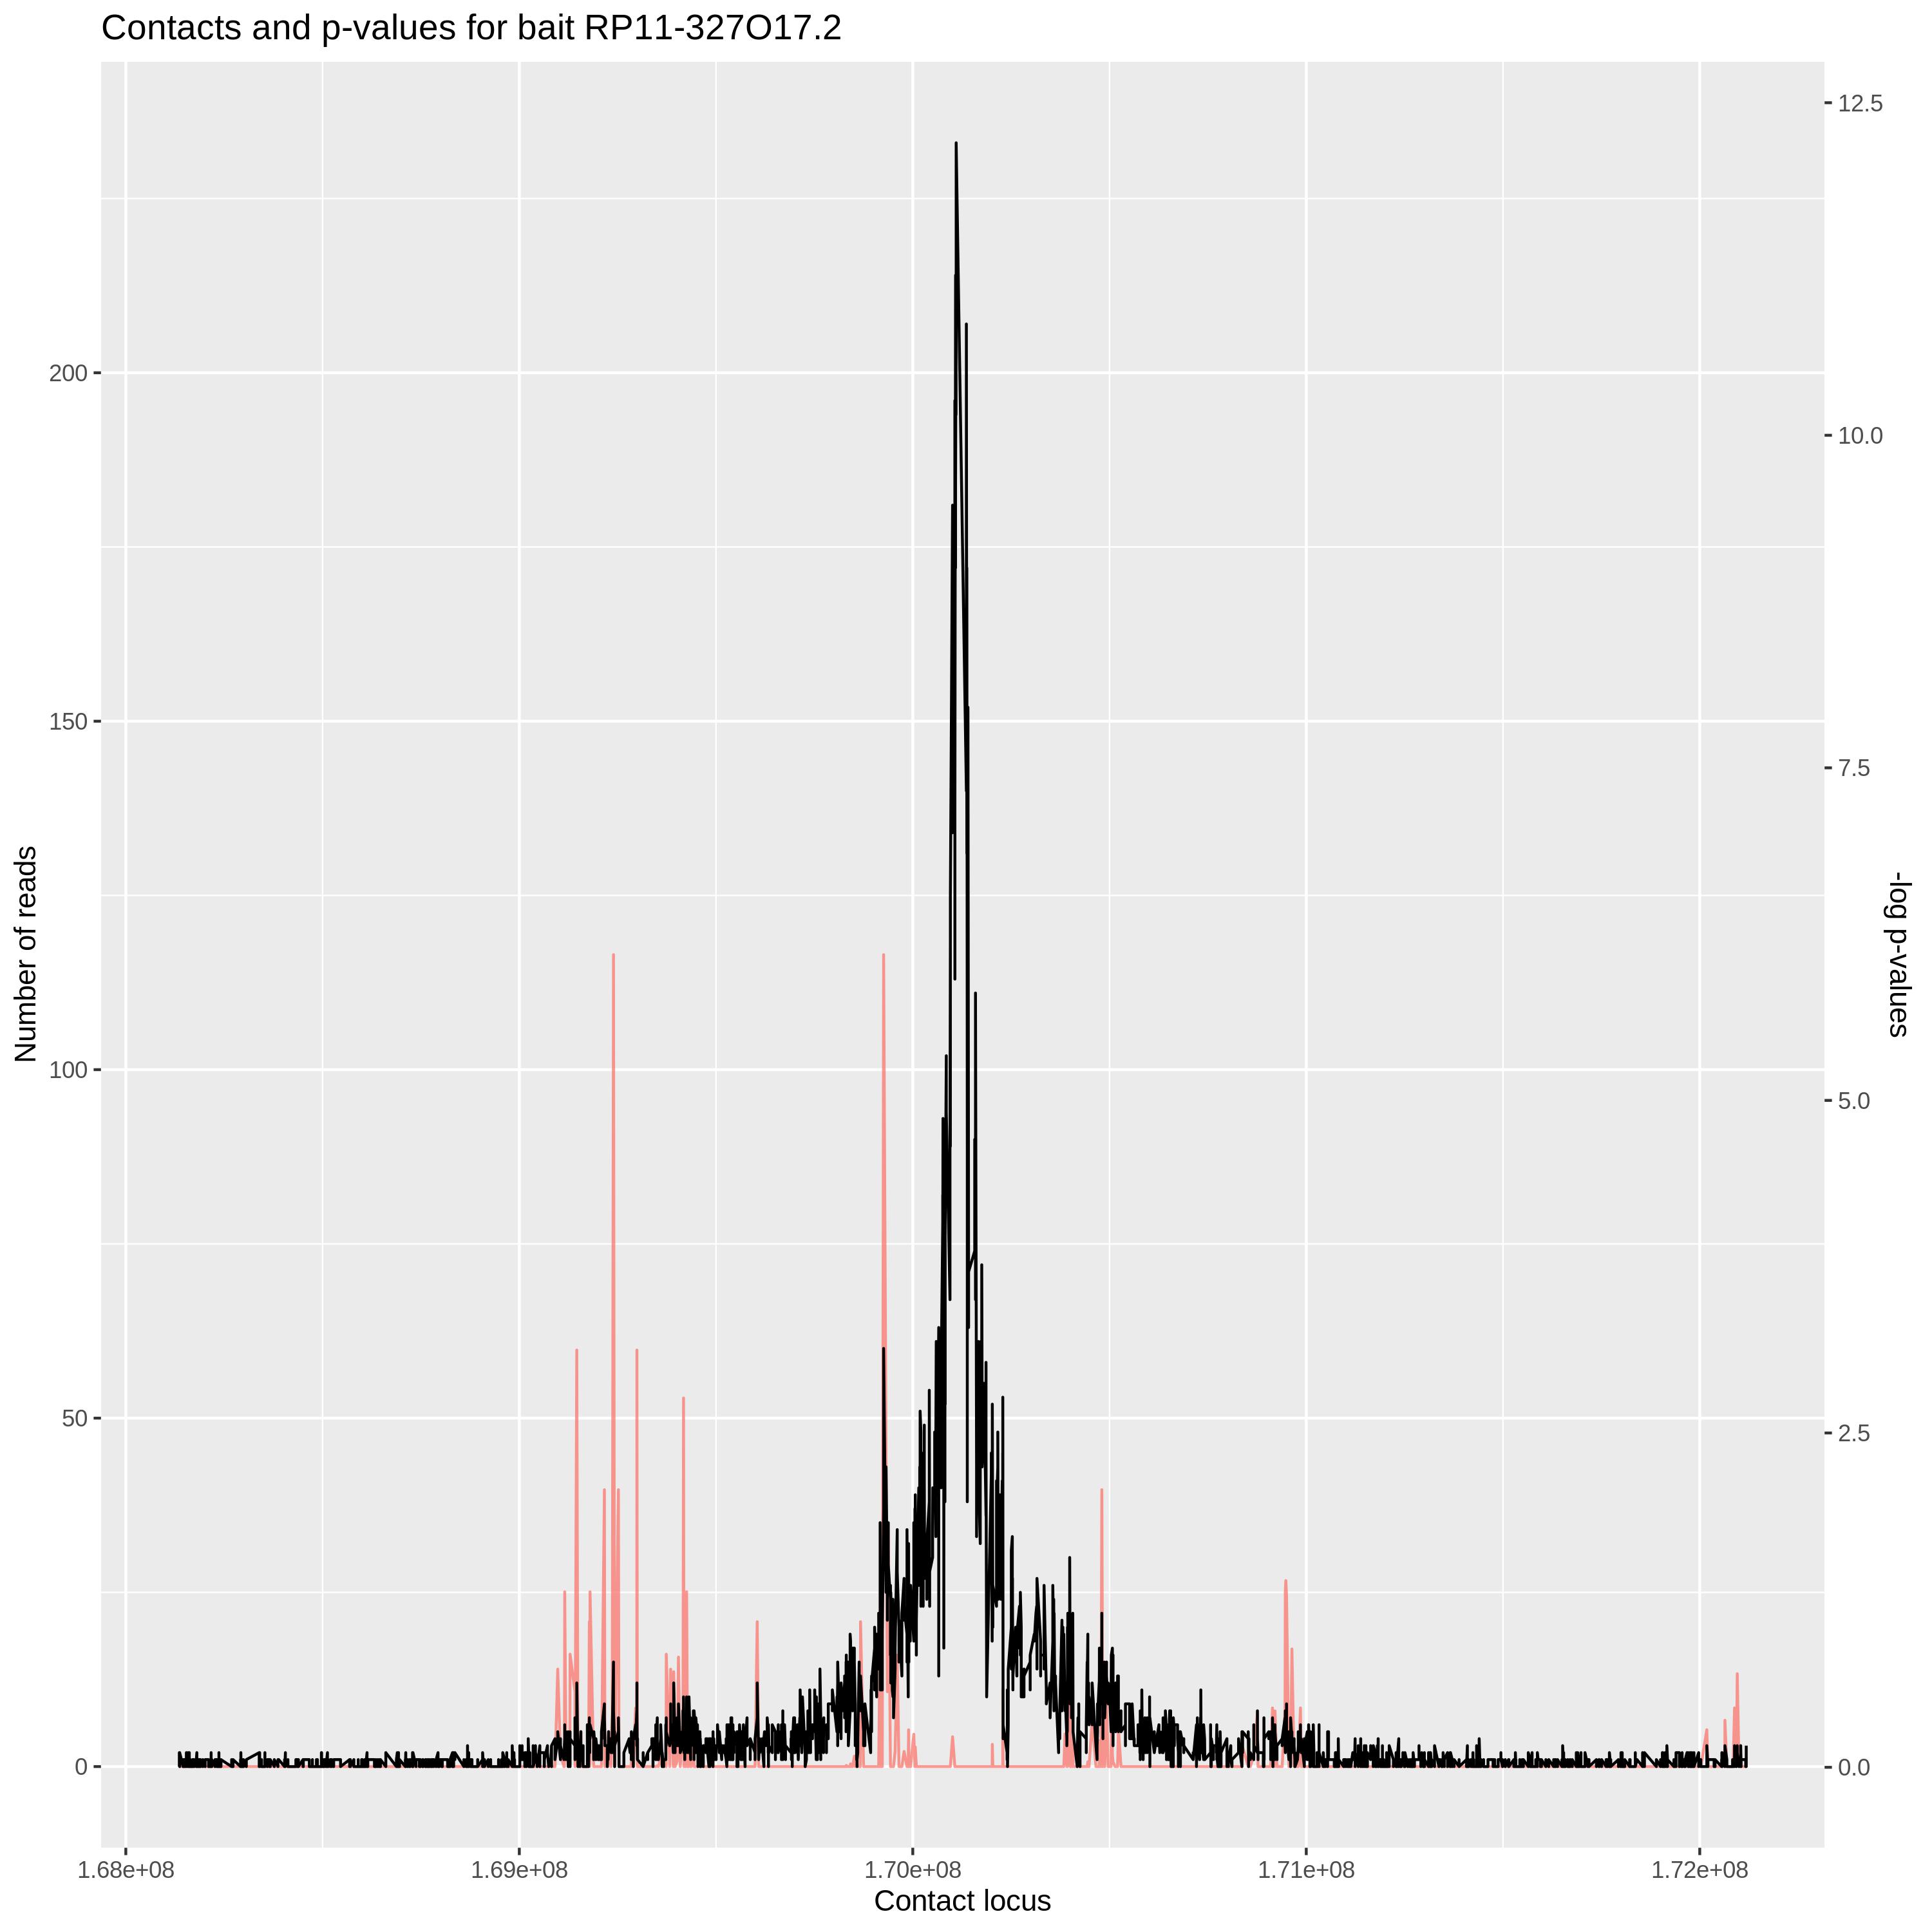 Contacts and p-values for bait RP11-327O17.2
Number of reads
200
150
100
50
0
12.5
10.0
7.5
5.0
2.5
0.0
-log p-values
1.68e+08
1.69e+08
1.70e+08
1.71e+08
1.72e+08
Contact locus